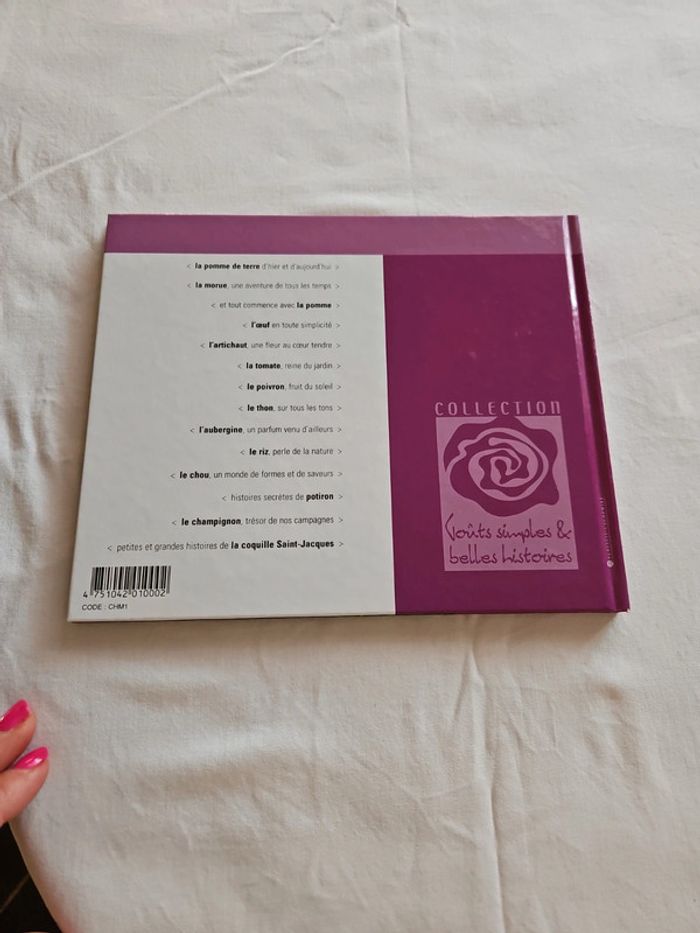 < la pomme de terre d'hier et d'aujourd'hui >
< la morue, une aventure de tous les temps >
< et tout commence avec la pomme >
< l'œuf en toute simplicité >
< l'artichaut, une fleur au cœur tendre >
< la tomate, reine du jardin >
< le poivron, fruit du soleil >
< le thon, sur tous les tons >
< l'aubergine, un parfum venu d'ailleurs >
< le riz, perle de la nature >
< le chou, un monde de formes et de saveurs >
< histoires secrètes de potiron >
< le champignon, trésor de nos campagnes >
< petites et grandes histoires de la coquille Saint-Jacques >
4 751042 010002
CODE : CHM1
COLLECTION
Goûts simples &
belles histoires